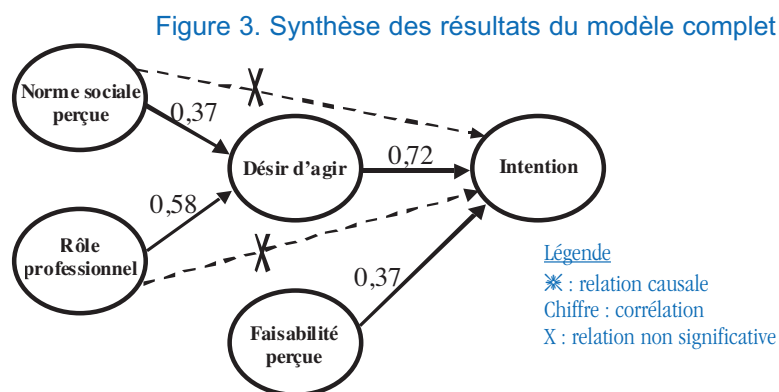 Figure 3. Synthèse des résultats du modèle complet
Norme sociale
perçue
X
0,37
Désir d'agir
0,72
Intention
0,58
Rôle
professionnel
X
0,37
Faisabilité
perçue
Légende
⚹ : relation causale
Chiffre : corrélation
X : relation non significative